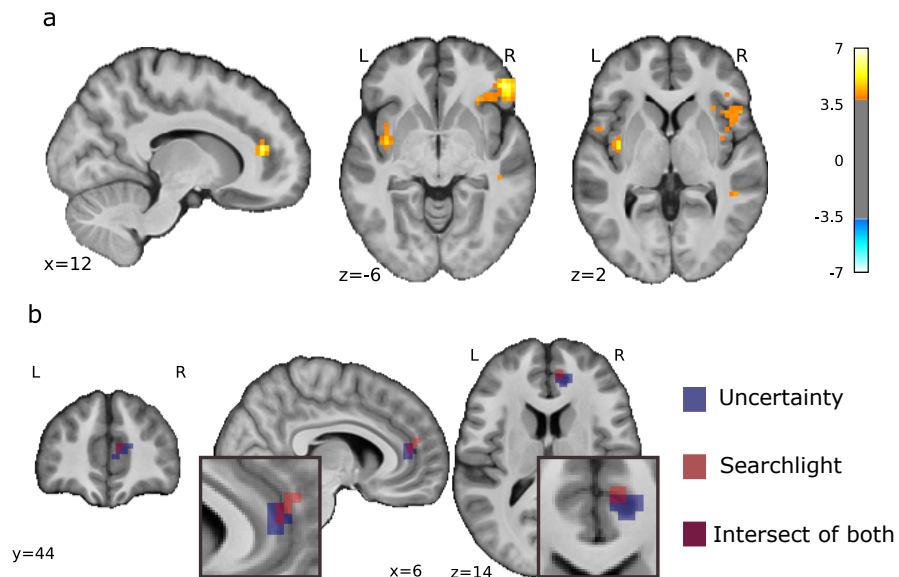 a
L
R
L
R
7
3.5
0
-3.5
-7
x=12
z=-6
z=2
b
L
R
L
R
Uncertainty
Searchlight
Intersect of both
y=44
x=6
z=14